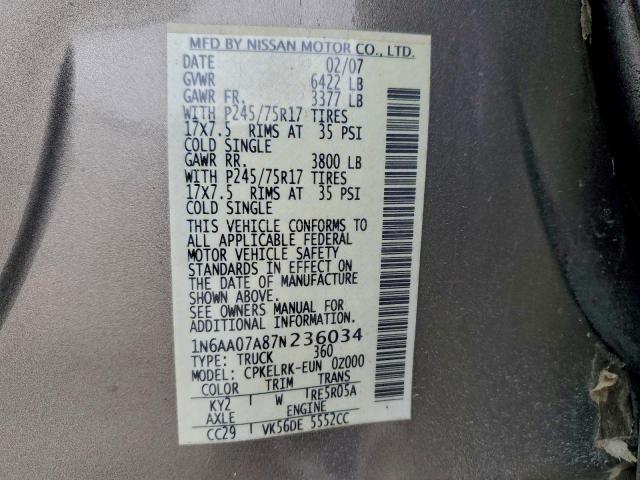 MFD BY NISSAN MOTOR CO., LTD.
DATE 02/07
GVWR 6422 LB
GAWR FR. 3377 LB
WITH P245/75R17 TIRES
17X7.5 RIMS AT 35 PSI
COLD SINGLE
GAWR RR. 3800 LB
WITH P245/75R17 TIRES
17X7.5 RIMS AT 35 PSI
COLD SINGLE
THIS VEHICLE CONFORMS TO
ALL APPLICABLE FEDERAL
MOTOR VEHICLE SAFETY
STANDARDS IN EFFECT ON
THE DATE OF MANUFACTURE
SHOWN ABOVE.
SEE OWNERS MANUAL FOR
ADDITIONAL INFORMATION.
1N6AA07A87N236034
TYPE: TRUCK 360
MODEL: CPKELRK-EUN 0Z000
COLOR TRIM TRANS
KY2 W RE5R05A
AXLE ENGINE
CC29 VK56DE 5552CC